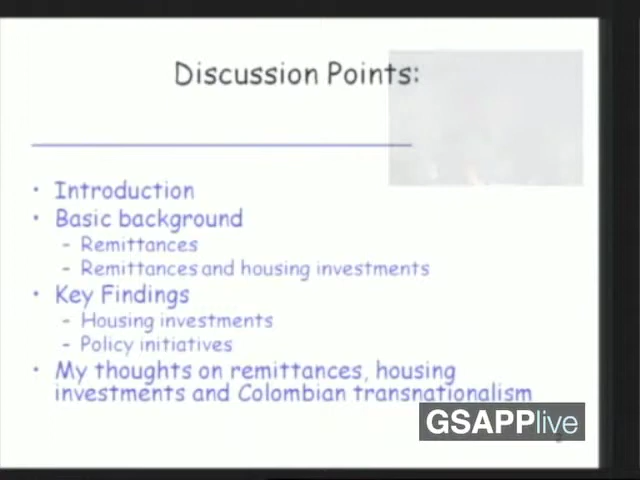 Discussion Points:
• Introduction
• Basic background
– Remittances
– Remittances and housing investments
• Key Findings
– Housing investments
– Policy initiatives
• My thoughts on remittances, housing
investments and Colombian transnationalism
GSAPPlive